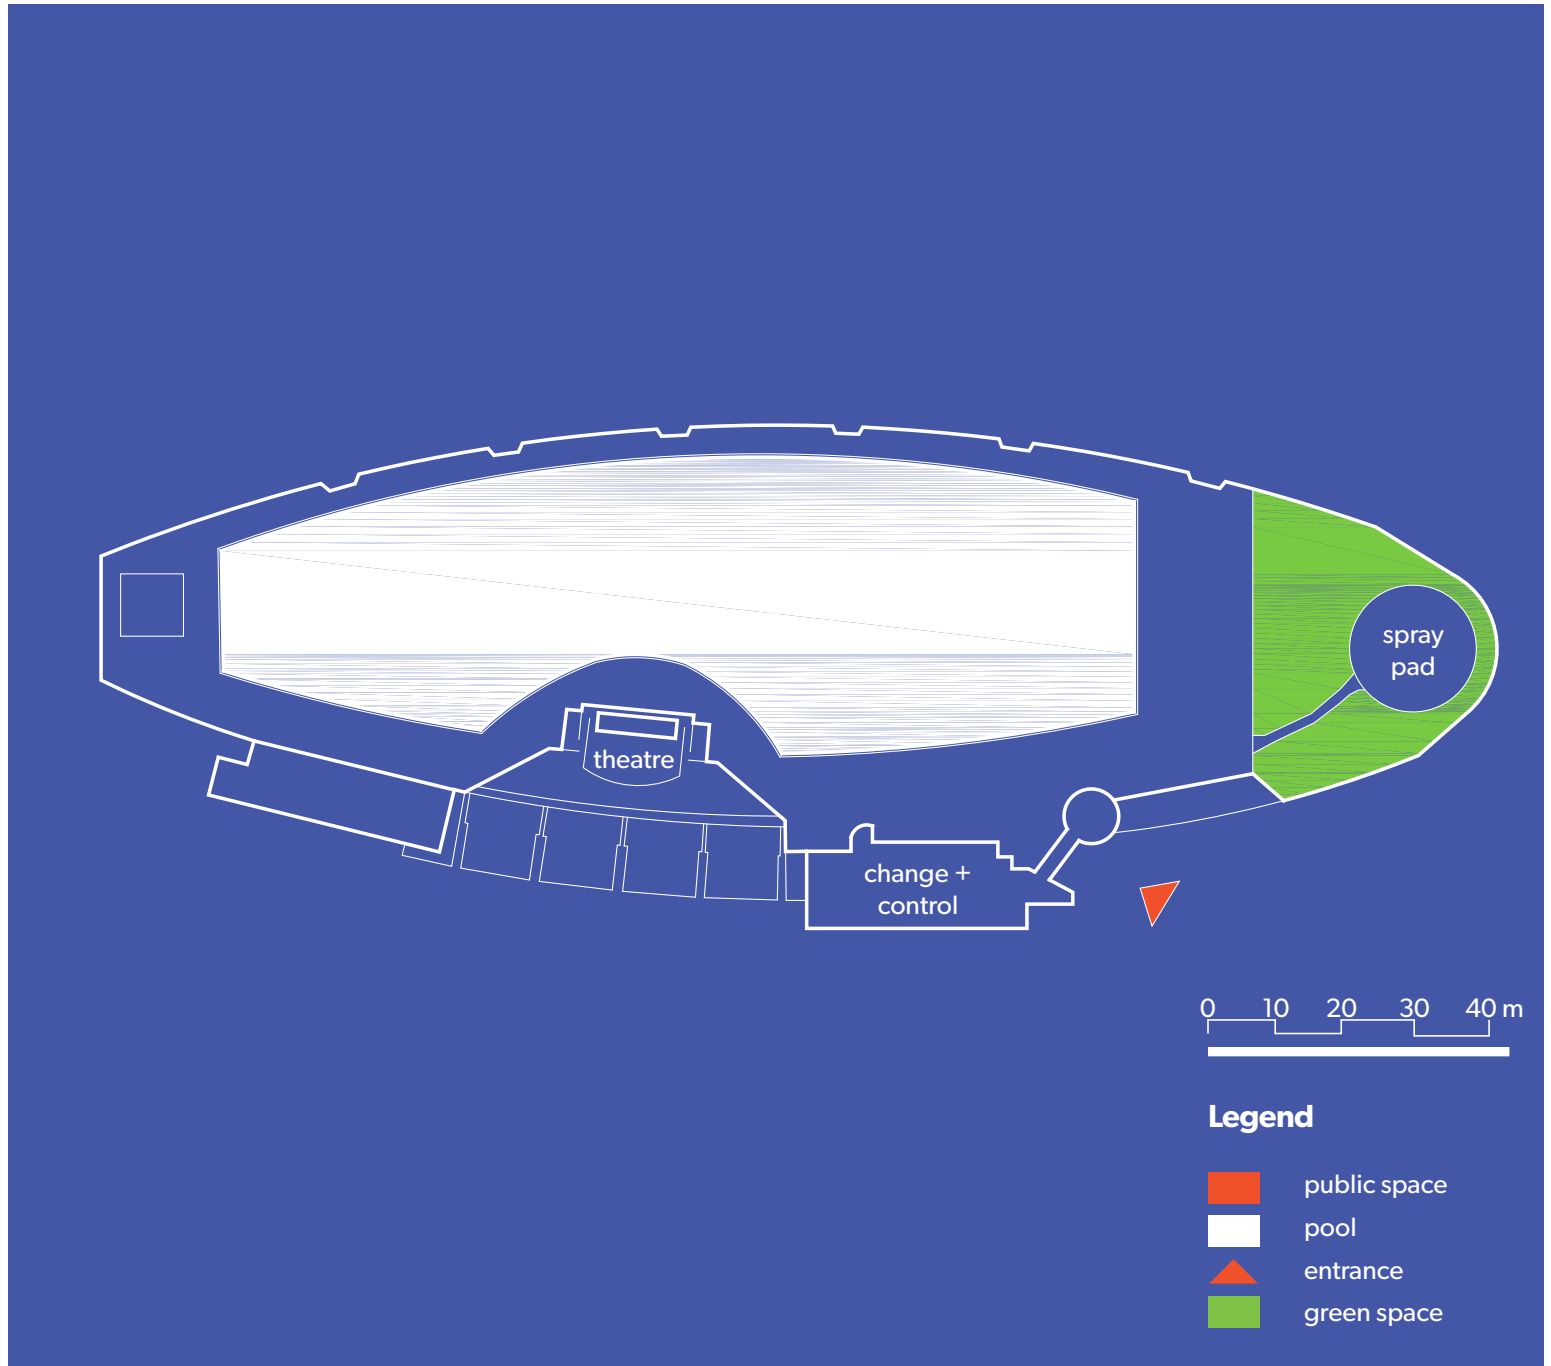 spray
pad
theatre
change +
control
0 10 20 30 40 m
Legend
public space
pool
entrance
green space